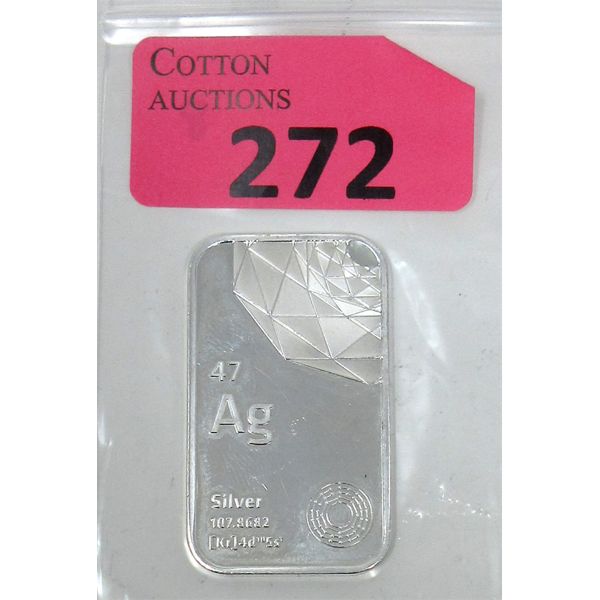 COTTON
AUCTIONS
272
47
Ag
Silver
107.8682
[Kr]4d¹⁰5s¹